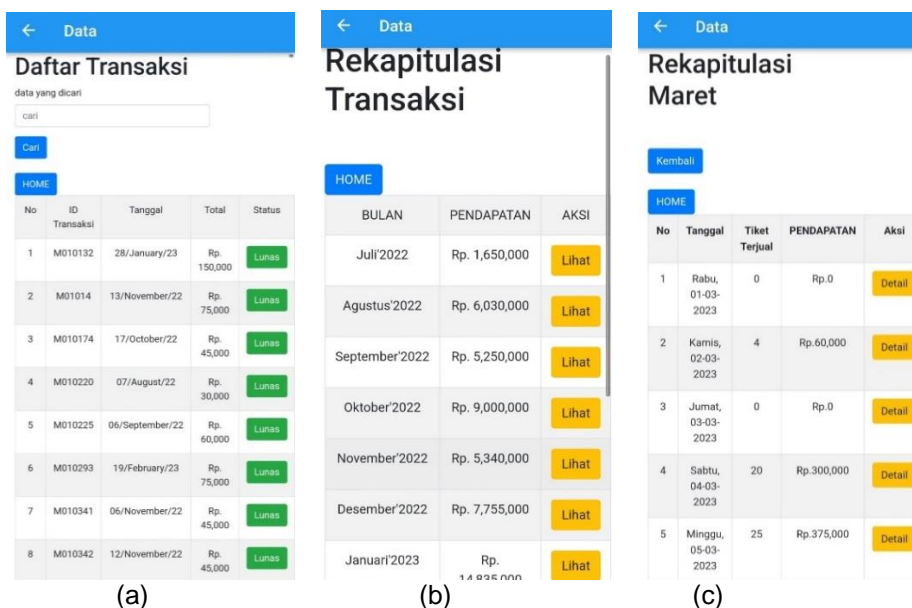 ← Data
Daftar Transaksi
data yang dicari
cari
Cari
HOME
No ID Transaksi Tanggal Total Status
1 M010132 28/January/23 Rp. 150,000 Lunas
2 M01014 13/November/22 Rp. 75,000 Lunas
3 M010174 17/October/22 Rp. 45,000 Lunas
4 M010220 07/August/22 Rp. 30,000 Lunas
5 M010225 06/September/22 Rp. 60,000 Lunas
6 M010293 19/February/23 Rp. 75,000 Lunas
7 M010341 06/November/22 Rp. 45,000 Lunas
8 M010342 12/November/22 Rp. 45,000 Lunas
(a)
← Data
Rekapitulasi
Transaksi
HOME
BULAN PENDAPATAN AKSI
Juli'2022 Rp. 1,650,000 Lihat
Agustus'2022 Rp. 6,030,000 Lihat
September'2022 Rp. 5,250,000 Lihat
Oktober'2022 Rp. 9,000,000 Lihat
November'2022 Rp. 5,340,000 Lihat
Desember'2022 Rp. 7,755,000 Lihat
Januari'2023 Rp. 14,835,000 Lihat
(b)
← Data
Rekapitulasi
Maret
Kembali
HOME
No Tanggal Tiket Terjual PENDAPATAN Aksi
1 Rabu, 01-03-2023 0 Rp.0 Detail
2 Kamis, 02-03-2023 4 Rp.60,000 Detail
3 Jumat, 03-03-2023 0 Rp.0 Detail
4 Sabtu, 04-03-2023 20 Rp.300,000 Detail
5 Minggu, 05-03-2023 25 Rp.375,000 Detail
(c)